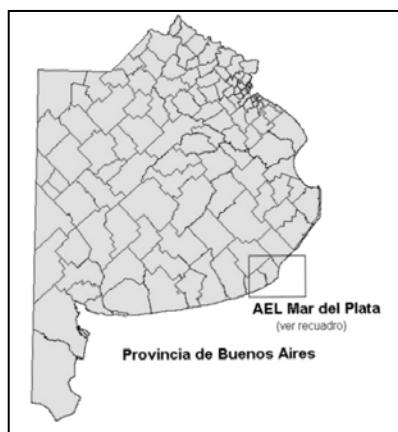 AEL Mar del Plata
(ver recuadro)
Provincia de Buenos Aires